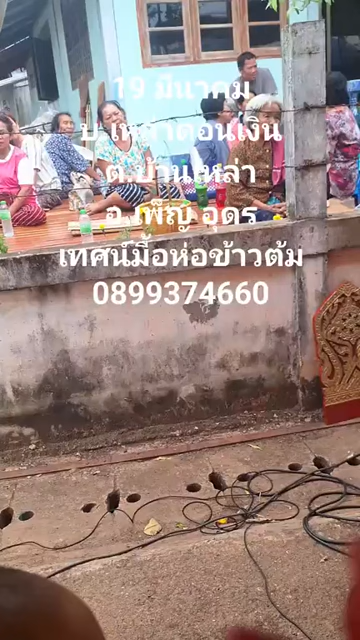 19 มีนาคม
บ.เหล่าดอนเงิน
ต.บ้านเหล่า
อ.เพ็ญ อุดร
เทศน์มื้อห่อข้าวต้ม
0899374660